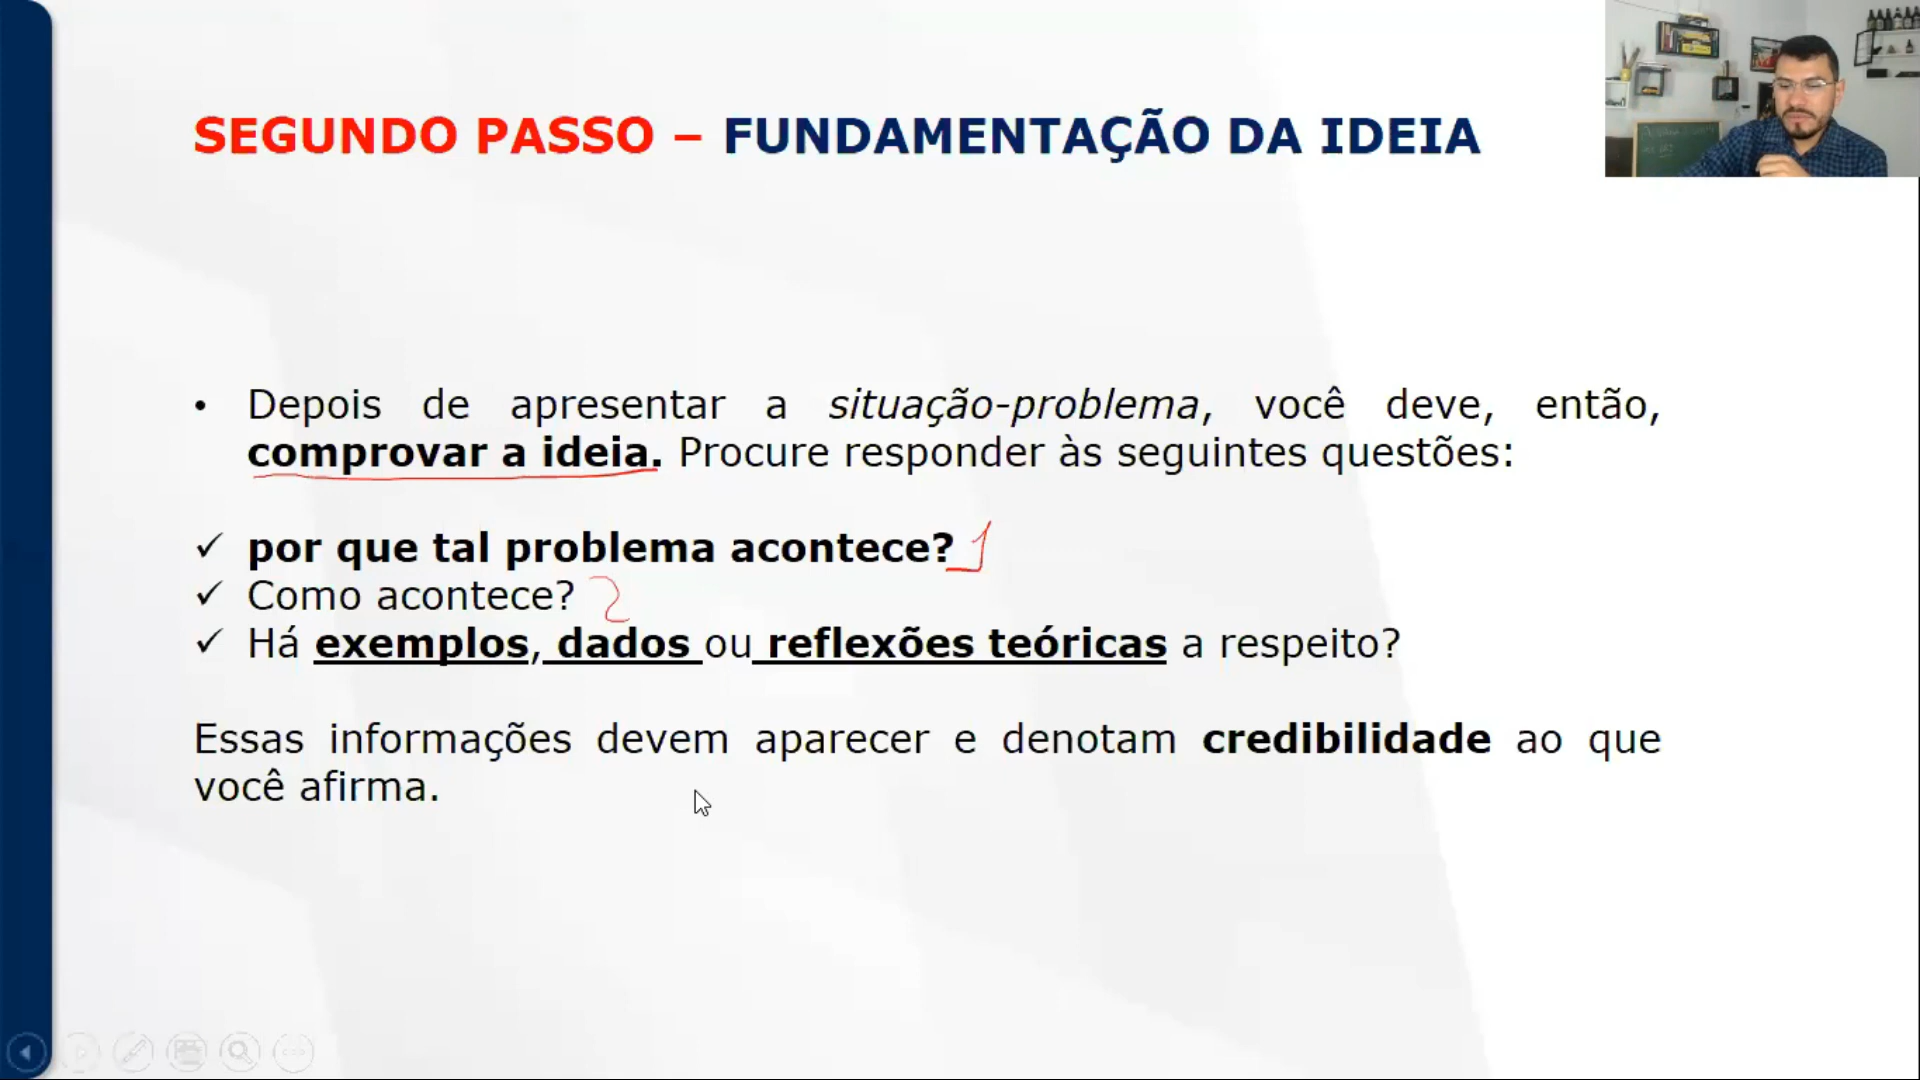 SEGUNDO PASSO – FUNDAMENTAÇÃO DA IDEIA
• Depois de apresentar a situação-problema, você deve, então,
comprovar a ideia. Procure responder às seguintes questões:
✓ por que tal problema acontece? 1
✓ Como acontece? 2
✓ Há exemplos, dados ou reflexões teóricas a respeito?
Essas informações devem aparecer e denotam credibilidade ao que
você afirma.